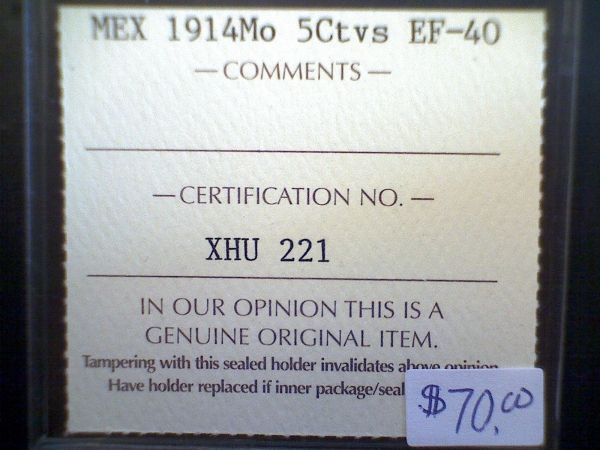 MEX 1914Mo 5Ctvs EF-40
— COMMENTS —
— CERTIFICATION NO. —
XHU 221
IN OUR OPINION THIS IS A
GENUINE ORIGINAL ITEM.
Tampering with this sealed holder invalidates above opinion
Have holder replaced if inner package/seal
$70.00